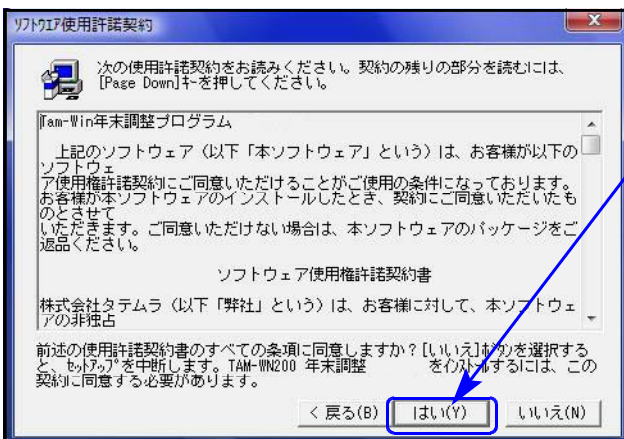 ソフトウエア使用許諾契約
次の使用許諾契約をお読みください。契約の残りの部分を読むには、
[Page Down]キーを押してください。
Tam-Win年末調整プログラム
上記のソフトウェア（以下「本ソフトウェア」という）は、お客様が以下の
ソフトウェ
ア使用権許諾契約にご同意いただけることがご使用の条件になっております。
お客様が本ソフトウェアのインストールしたとき、契約にご同意いただいたも
のとさせて
いただきます。ご同意いただけない場合は、本ソフトウェアのパッケージをご
返品ください。
ソフトウェア使用権許諾契約書
株式会社タテムラ（以下「弊社」という）は、お客様に対して、本ソフトウェ
アの非独占
前述の使用許諾契約書のすべての条項に同意しますか？[いいえ]ボタンを選択する
と、セットアップを中断します。TAM-WN200 年末調整 をインストールするには、この
契約に同意する必要があります。
< 戻る(B)
はい(Y)
いいえ(N)